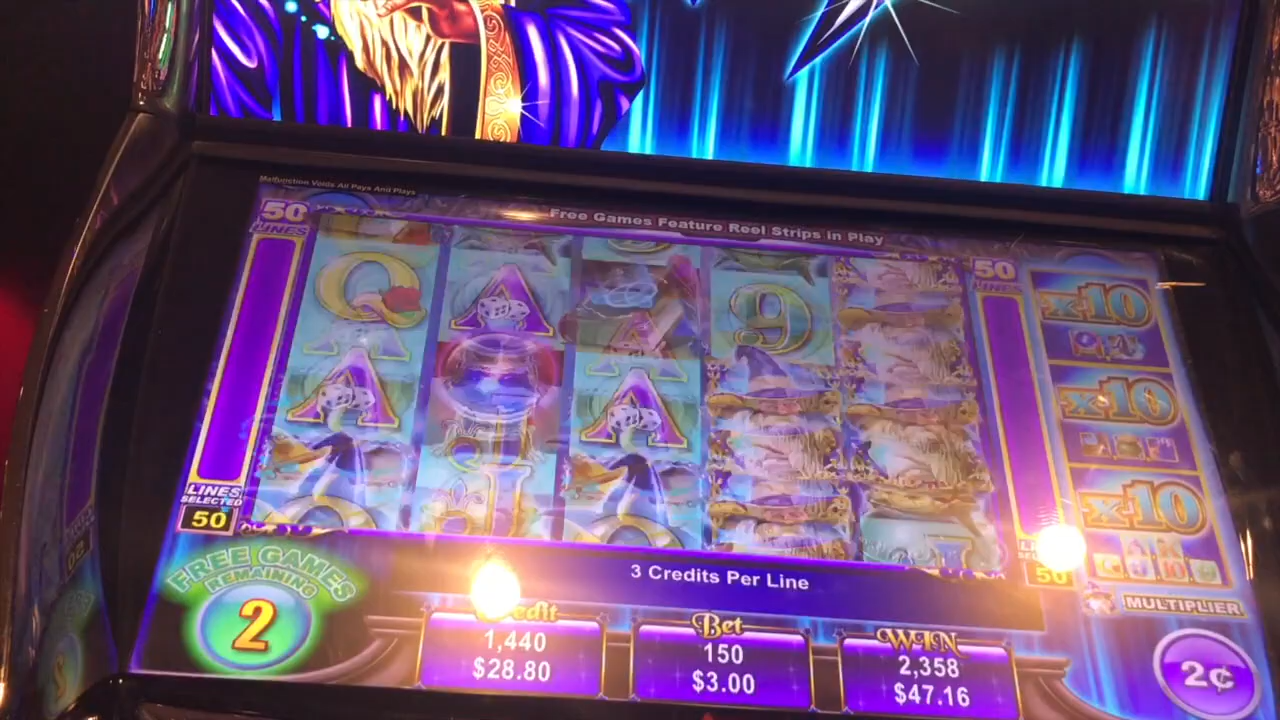 Malfunction Voids All Pays And Plays
Free Games Feature Reel Strips in Play
50
LINES
50
LINES
Q
A
A
9
A
A
J
x10
x10
x10
10
MULTIPLIER
LINES
SELECTED
50
50
FREE GAMES
REMAINING
2
3 Credits Per Line
1,440
$28.80
Bet
150
$3.00
WIN
2,358
$47.16
2¢